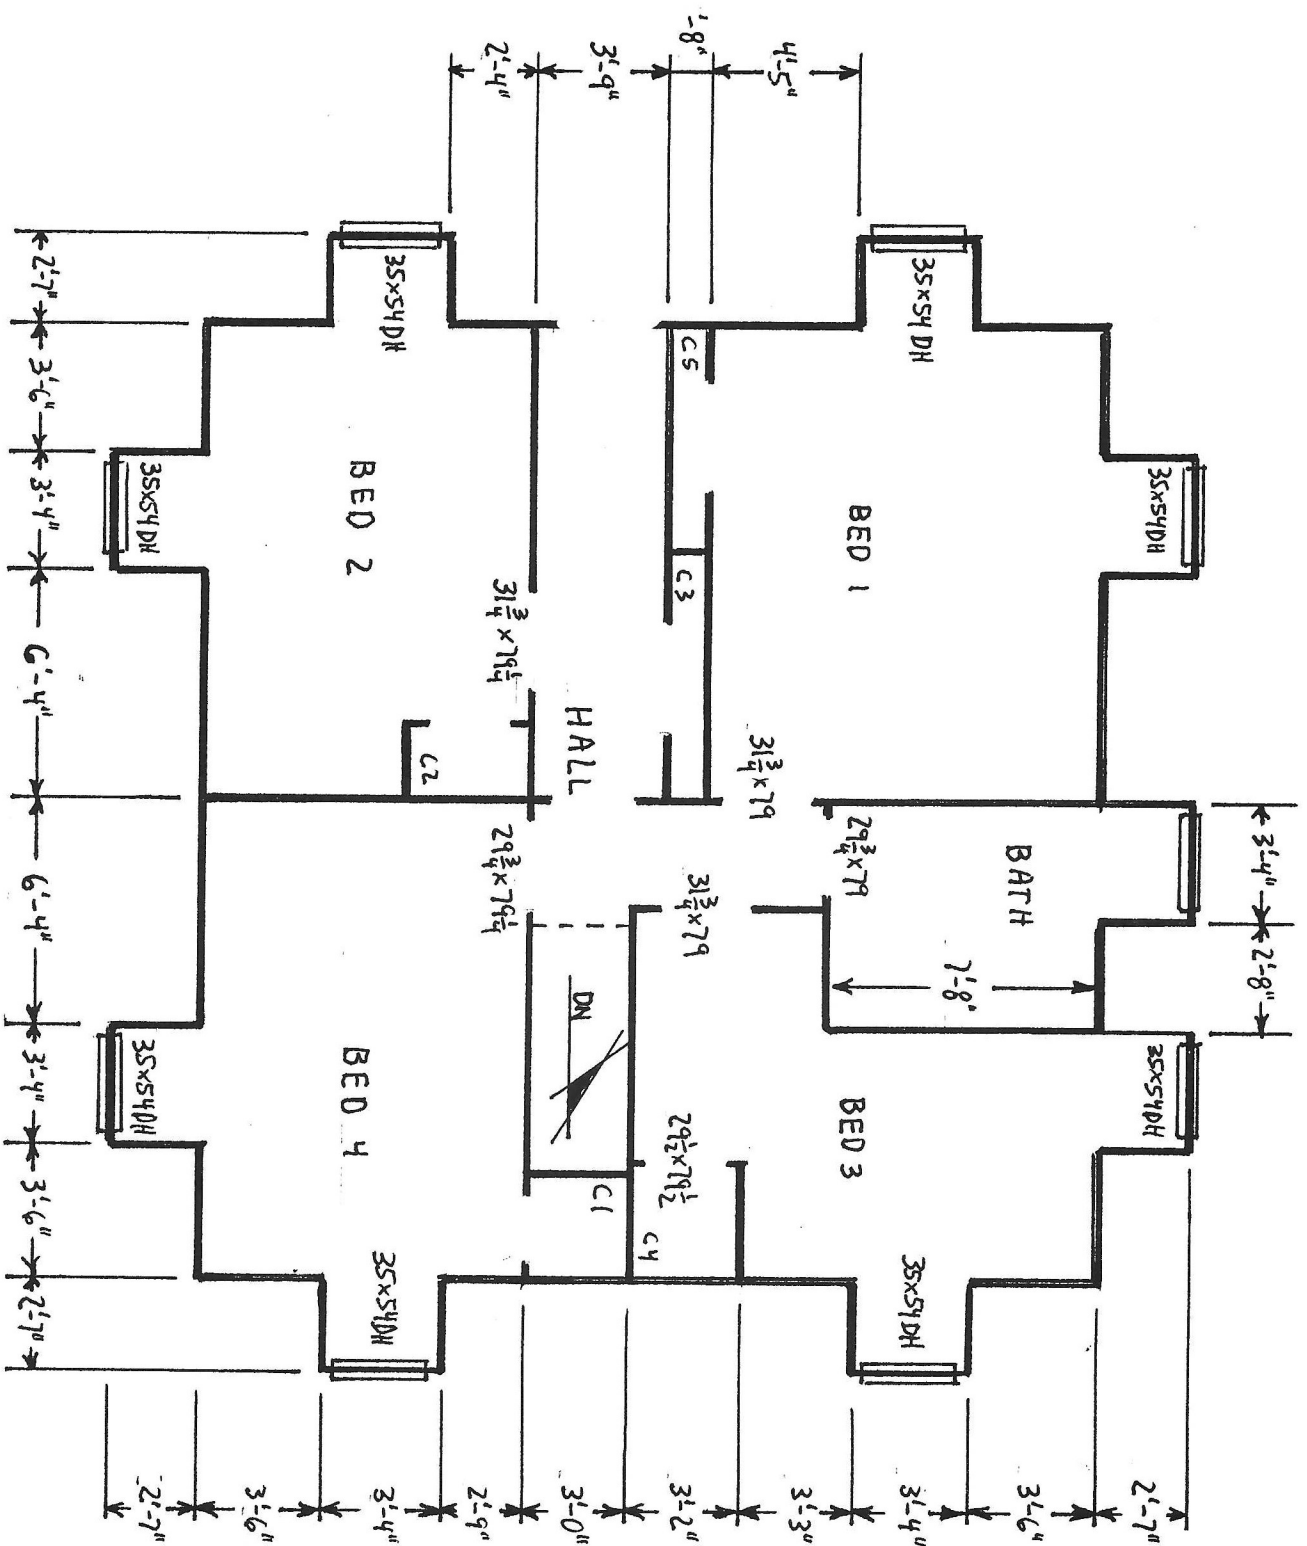 3'-4" 2'-8"
35x54DH 35x54DH 2'-7"
BATH 3'-6"
35x54 DH 7'-8" 35x54DH 3'-4"
BED 1 29¾x79 BED 3
4'-5" 31¾x79 3'-3"
'-8" C5 C3 31¾x79 29½x79½ 3'-2"
C4
3'-9" HALL DN C1 3'-0"
2'-4" 31¾x79¼ 29¾x79¼ 2'-9"
C2
35x54DH BED 2 BED 4 35x54DH 3'-4"
3'-6"
35x54DH 35x54DH 2'-7"
2'-7" 3'-6" 3'-4" 6'-4" 6'-4" 3'-4" 3'-6" 2'-7"